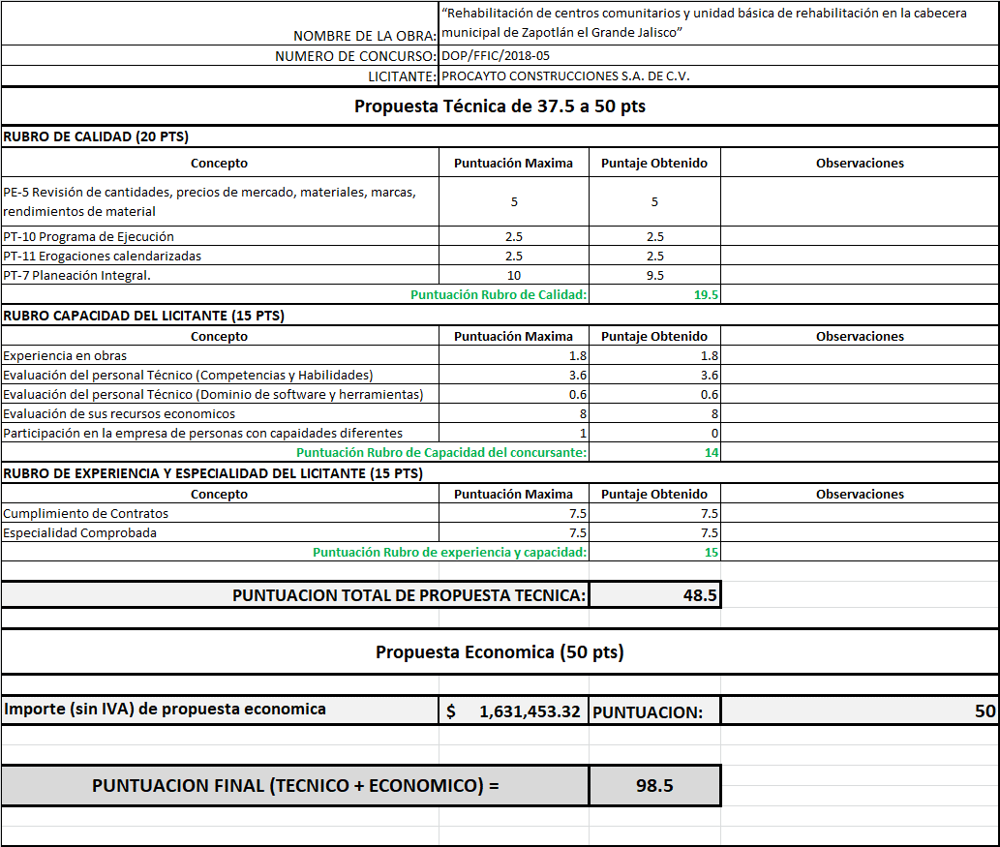 NOMBRE DE LA OBRA: “Rehabilitación de centros comunitarios y unidad básica de rehabilitación en la cabecera
municipal de Zapotlán el Grande Jalisco”
NUMERO DE CONCURSO: DOP/FFIC/2018-05
LICITANTE: PROCAYTO CONSTRUCCIONES S.A. DE C.V.
Propuesta Técnica de 37.5 a 50 pts
RUBRO DE CALIDAD (20 PTS)
Concepto Puntuación Maxima Puntaje Obtenido Observaciones
PE-5 Revisión de cantidades, precios de mercado, materiales, marcas,
rendimientos de material 5 5
PT-10 Programa de Ejecución 2.5 2.5
PT-11 Erogaciones calendarizadas 2.5 2.5
PT-7 Planeación Integral. 10 9.5
Puntuación Rubro de Calidad: 19.5
RUBRO CAPACIDAD DEL LICITANTE (15 PTS)
Concepto Puntuación Maxima Puntaje Obtenido Observaciones
Experiencia en obras 1.8 1.8
Evaluación del personal Técnico (Competencias y Habilidades) 3.6 3.6
Evaluación del personal Técnico (Dominio de software y herramientas) 0.6 0.6
Evaluación de sus recursos economicos 8 8
Participación en la empresa de personas con capaidades diferentes 1 0
Puntuación Rubro de Capacidad del concursante: 14
RUBRO DE EXPERIENCIA Y ESPECIALIDAD DEL LICITANTE (15 PTS)
Concepto Puntuación Maxima Puntaje Obtenido Observaciones
Cumplimiento de Contratos 7.5 7.5
Especialidad Comprobada 7.5 7.5
Puntuación Rubro de experiencia y capacidad: 15
PUNTUACION TOTAL DE PROPUESTA TECNICA: 48.5
Propuesta Economica (50 pts)
Importe (sin IVA) de propuesta economica $ 1,631,453.32 PUNTUACION: 50
PUNTUACION FINAL (TECNICO + ECONOMICO) = 98.5